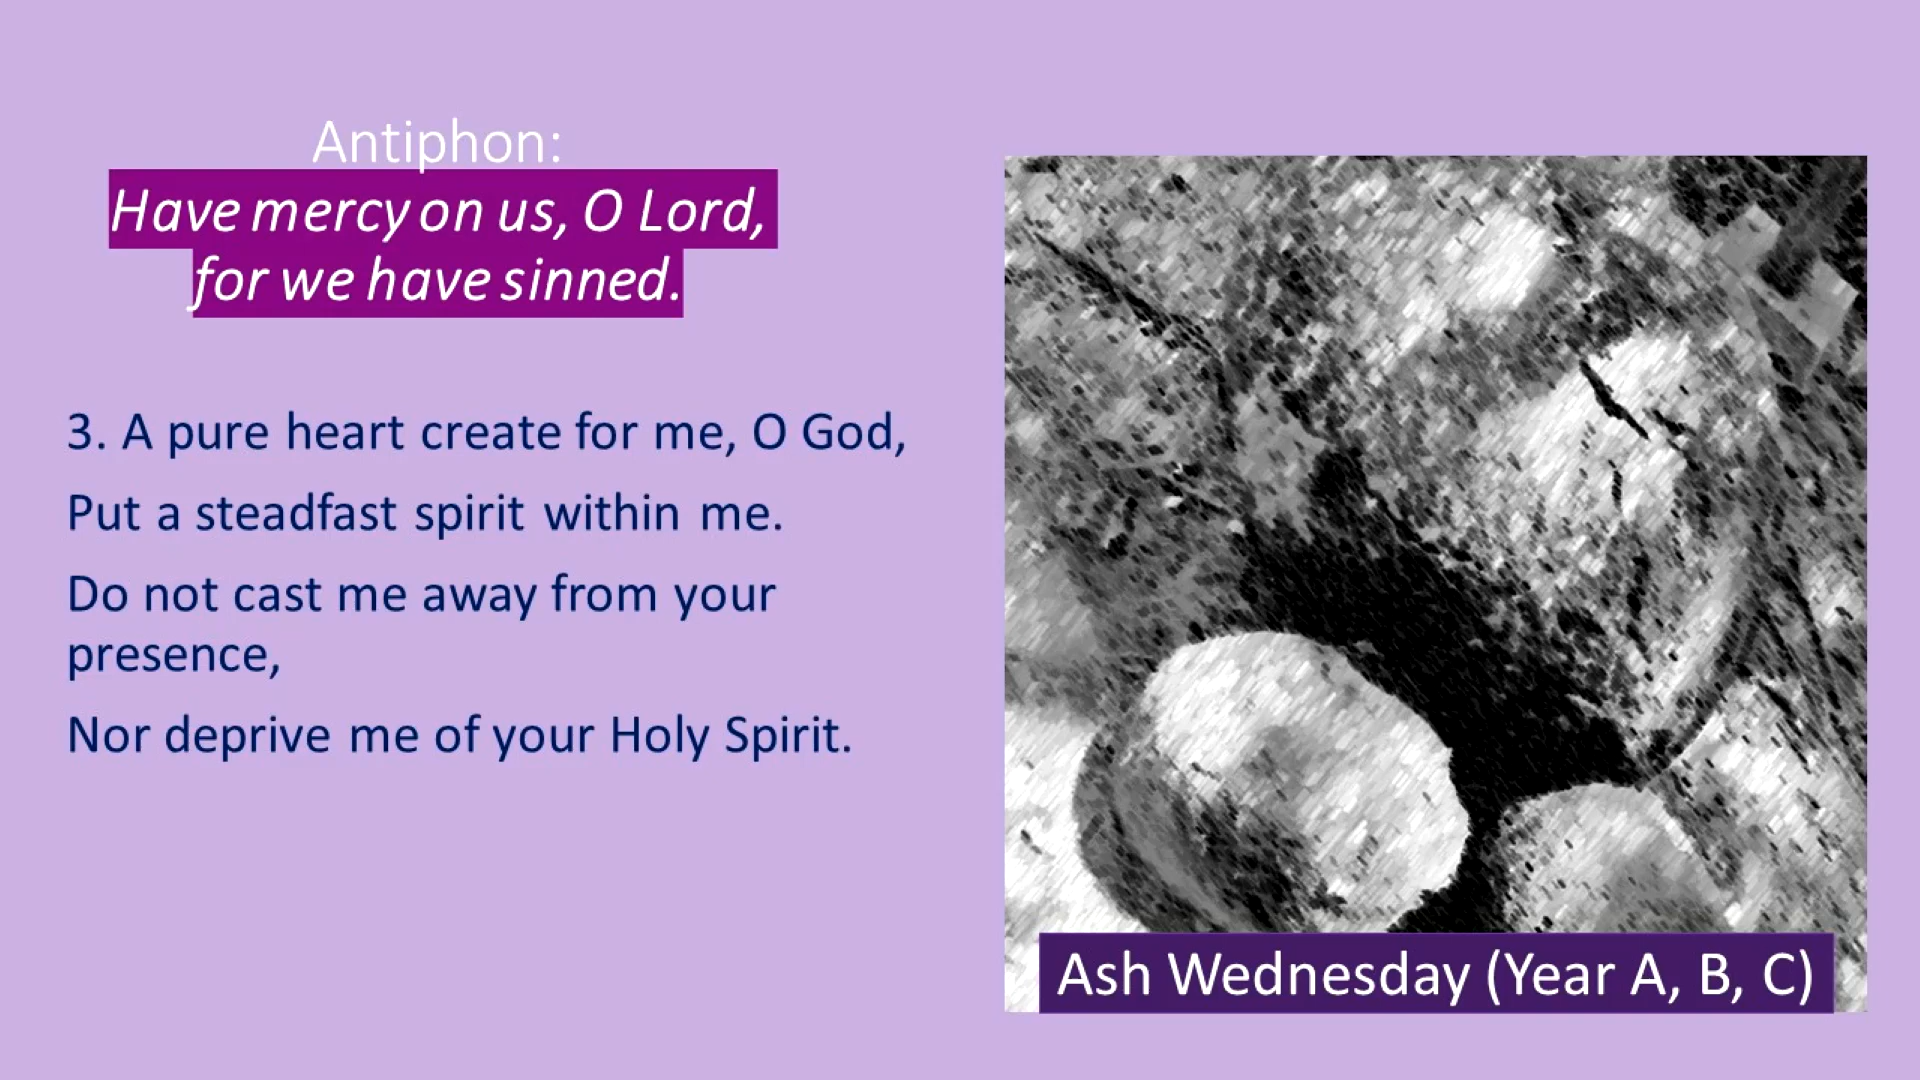 Antiphon:
Have mercy on us, O Lord,
for we have sinned.
3. A pure heart create for me, O God,
Put a steadfast spirit within me.
Do not cast me away from your
presence,
Nor deprive me of your Holy Spirit.
Ash Wednesday (Year A, B, C)